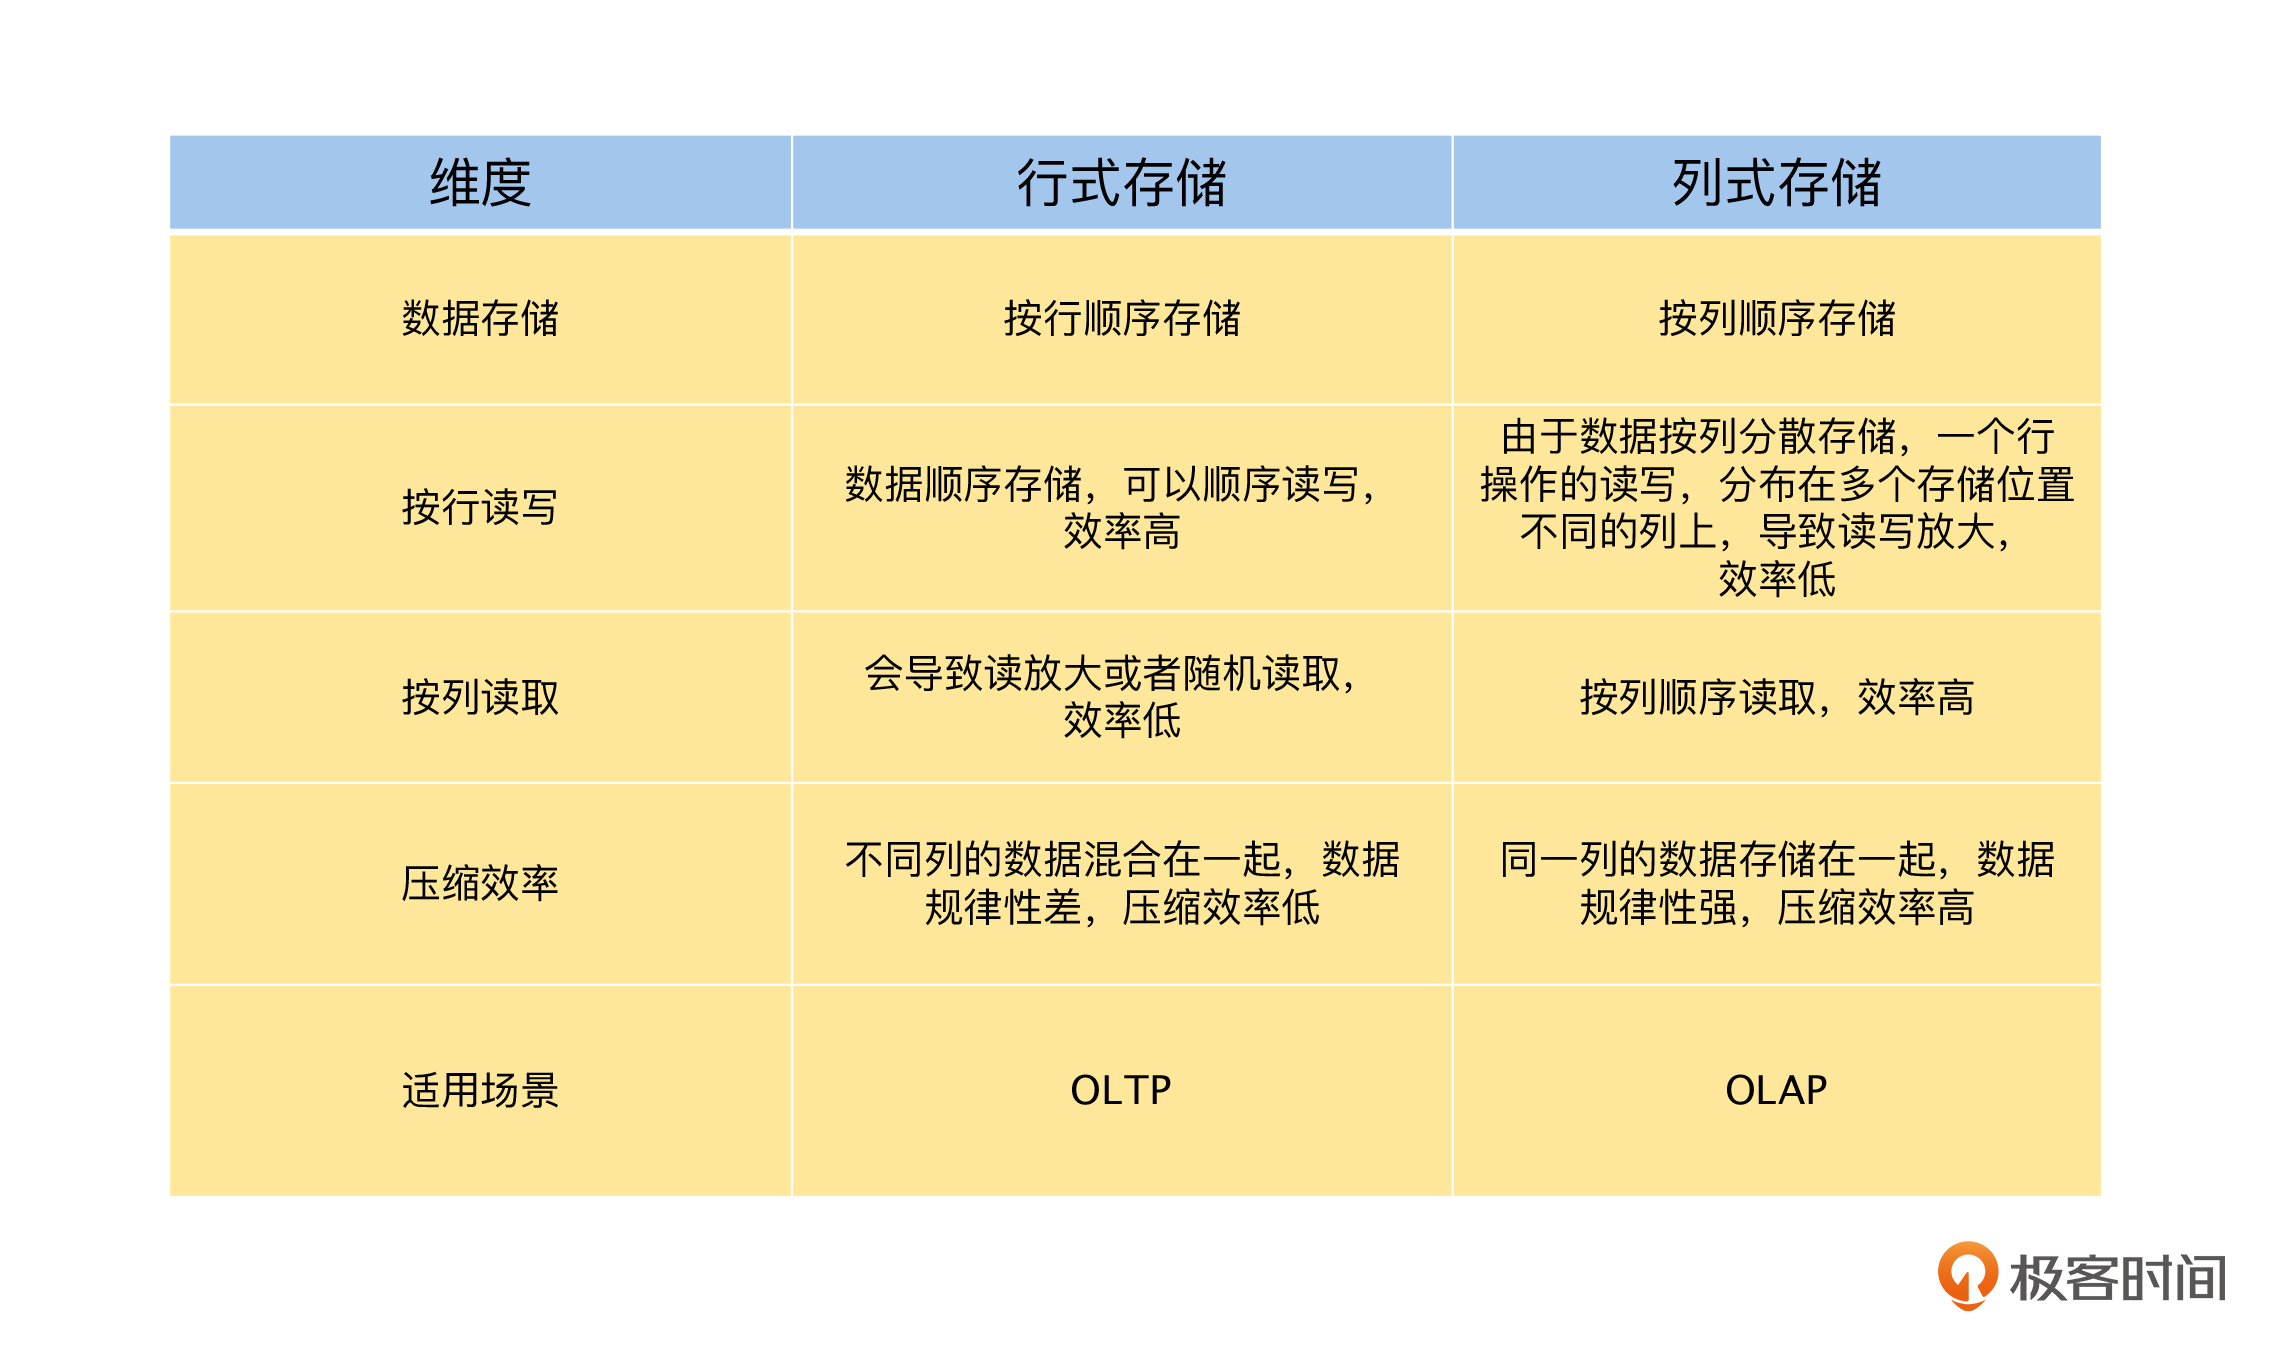 维度
行式存储
列式存储
数据存储
按行顺序存储
按列顺序存储
按行读写
数据顺序存储，可以顺序读写，
效率高
由于数据按列分散存储，一个行
操作的读写，分布在多个存储位置
不同的列上，导致读写放大，
效率低
按列读取
会导致读放大或者随机读取，
效率低
按列顺序读取，效率高
压缩效率
不同列的数据混合在一起，数据
规律性差，压缩效率低
同一列的数据存储在一起，数据
规律性强，压缩效率高
适用场景
OLTP
OLAP
极客时间